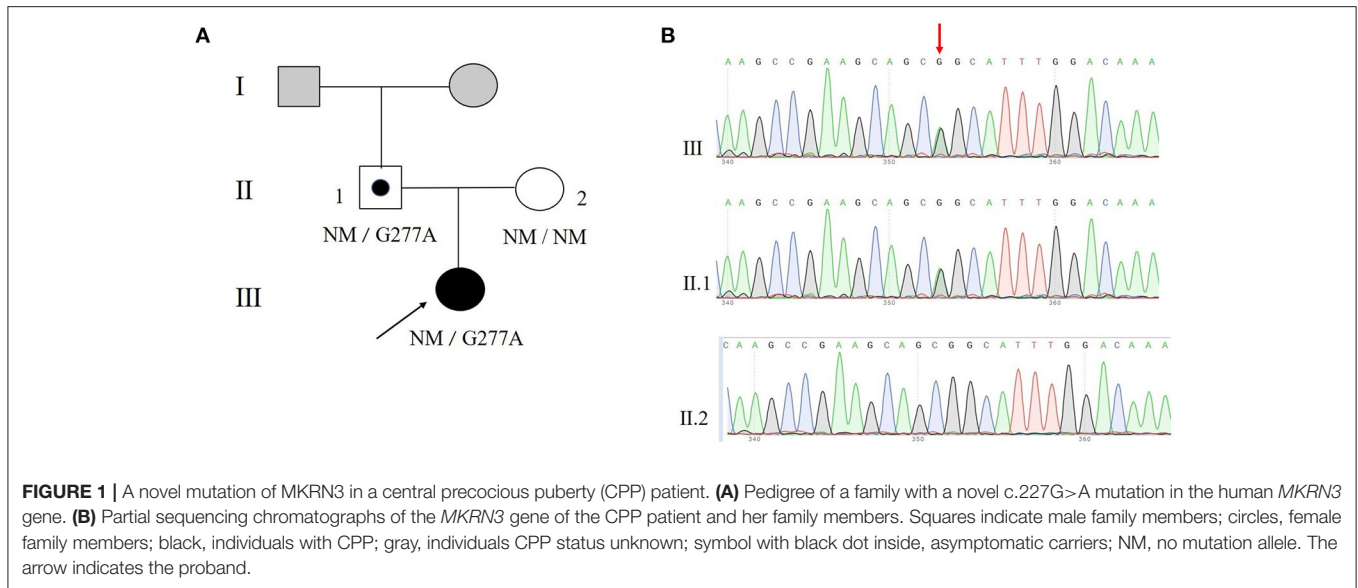 A
B
I
II
III
1
2
NM / G277A
NM / NM
NM / G277A
A A G C C G A A G C A G C G G C A T T T G G A C A A A
III
340
350
360
A A G C C G A A G C A G C G G C A T T T G G A C A A A
II.1
340
350
360
C A A G C C G A A G C A G C G G C A T T T G G A C A A A
II.2
340
350
360
FIGURE 1 | A novel mutation of MKRN3 in a central precocious puberty (CPP) patient. (A) Pedigree of a family with a novel c.227G>A mutation in the human MKRN3
gene. (B) Partial sequencing chromatographs of the MKRN3 gene of the CPP patient and her family members. Squares indicate male family members; circles, female
family members; black, individuals with CPP; gray, individuals CPP status unknown; symbol with black dot inside, asymptomatic carriers; NM, no mutation allele. The
arrow indicates the proband.